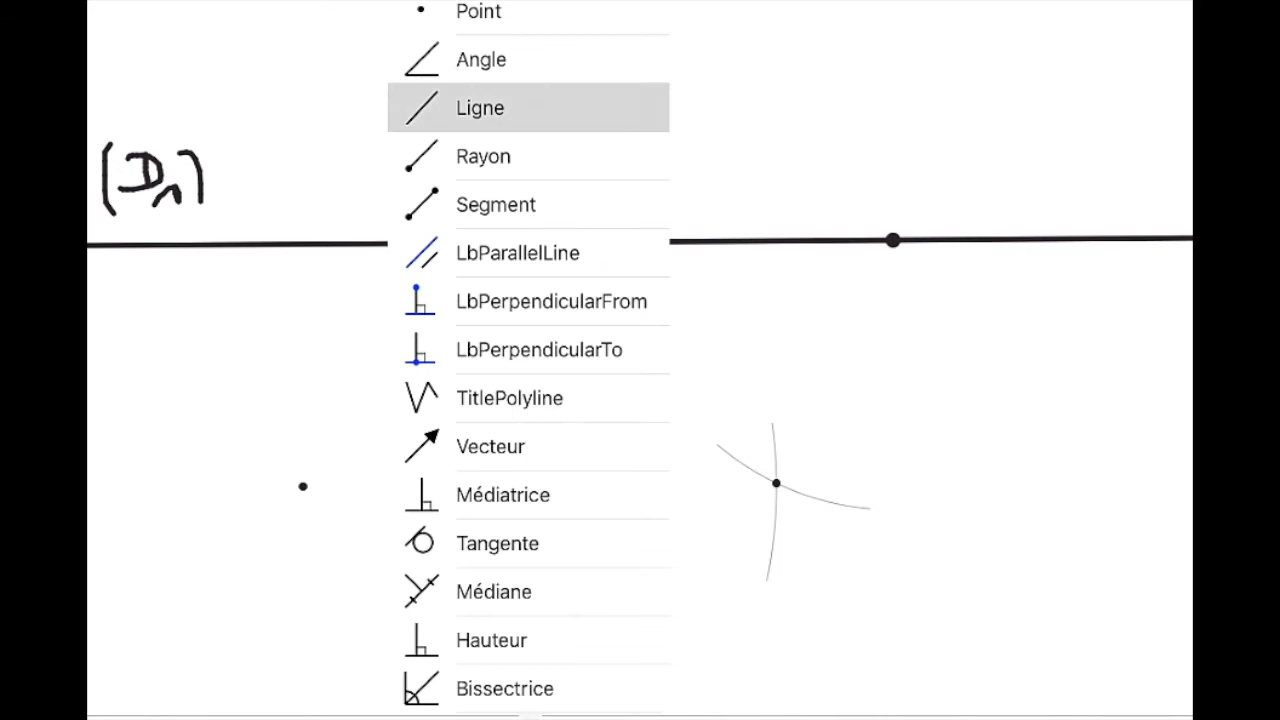 Point
Angle
Ligne
(D₁)
Rayon
Segment
LbParallelLine
LbPerpendicularFrom
LbPerpendicularTo
TitlePolyline
Vecteur
Médiatrice
Tangente
Médiane
Hauteur
Bissectrice